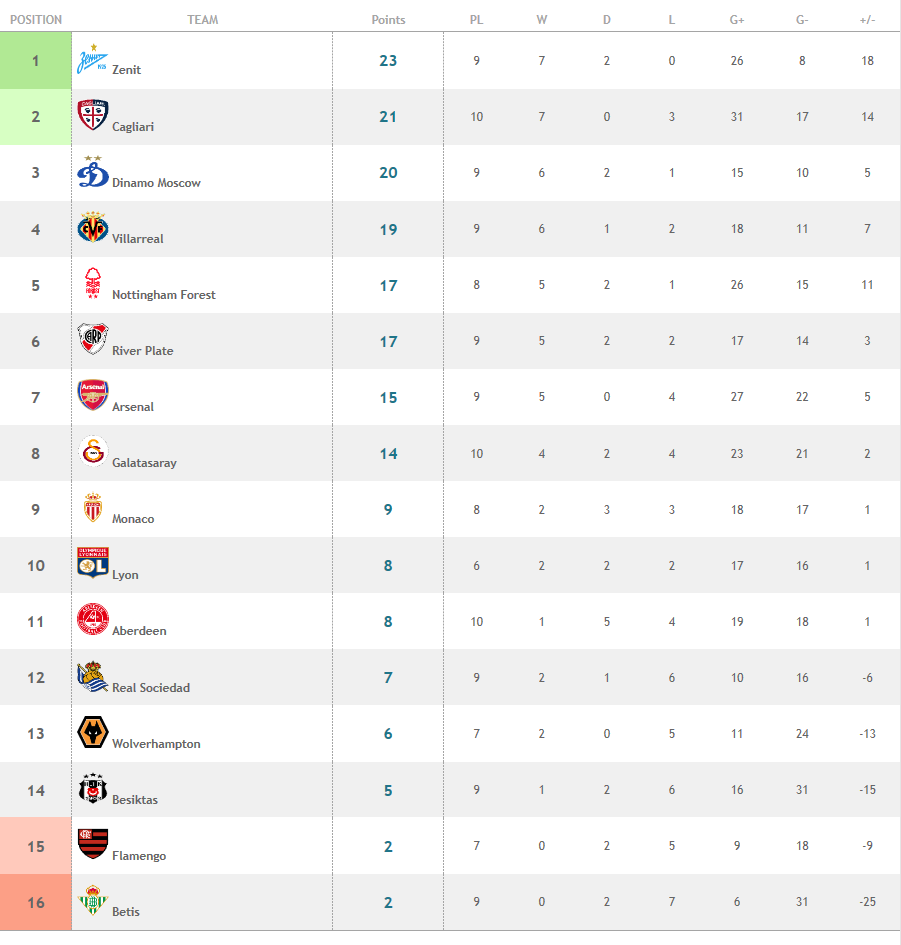 POSITION TEAM Points PL W D L G+ G- +/-
1 Zenit 23 9 7 2 0 26 8 18
2 Cagliari 21 10 7 0 3 31 17 14
3 Dinamo Moscow 20 9 6 2 1 15 10 5
4 Villarreal 19 9 6 1 2 18 11 7
5 Nottingham Forest 17 8 5 2 1 26 15 11
6 River Plate 17 9 5 2 2 17 14 3
7 Arsenal 15 9 5 0 4 27 22 5
8 Galatasaray 14 10 4 2 4 23 21 2
9 Monaco 9 8 2 3 3 18 17 1
10 Lyon 8 6 2 2 2 17 16 1
11 Aberdeen 8 10 1 5 4 19 18 1
12 Real Sociedad 7 9 2 1 6 10 16 -6
13 Wolverhampton 6 7 2 0 5 11 24 -13
14 Besiktas 5 9 1 2 6 16 31 -15
15 Flamengo 2 7 0 2 5 9 18 -9
16 Betis 2 9 0 2 7 6 31 -25